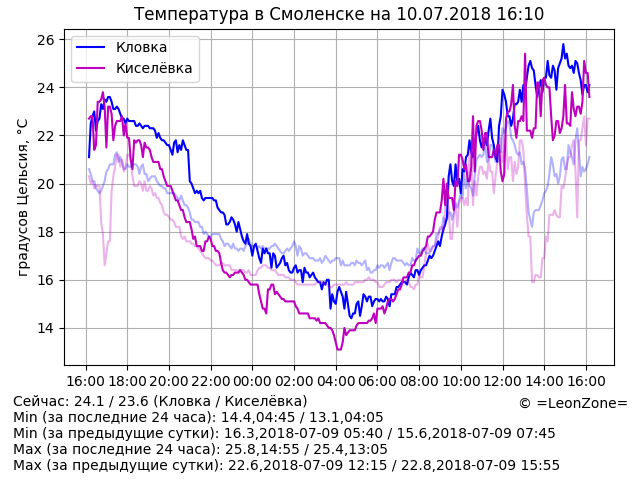 Температура в Смоленске на 10.07.2018 16:10
Кловка
Киселёвка
градусов Цельсия, °C
26
24
22
20
18
16
14
16:00 18:00 20:00 22:00 00:00 02:00 04:00 06:00 08:00 10:00 12:00 14:00 16:00
Сейчас: 24.1 / 23.6 (Кловка / Киселёвка)
© =LeonZone=
Min (за последние 24 часа): 14.4,04:45 / 13.1,04:05
Min (за предыдущие сутки): 16.3,2018-07-09 05:40 / 15.6,2018-07-09 07:45
Max (за последние 24 часа): 25.8,14:55 / 25.4,13:05
Max (за предыдущие сутки): 22.6,2018-07-09 12:15 / 22.8,2018-07-09 15:55